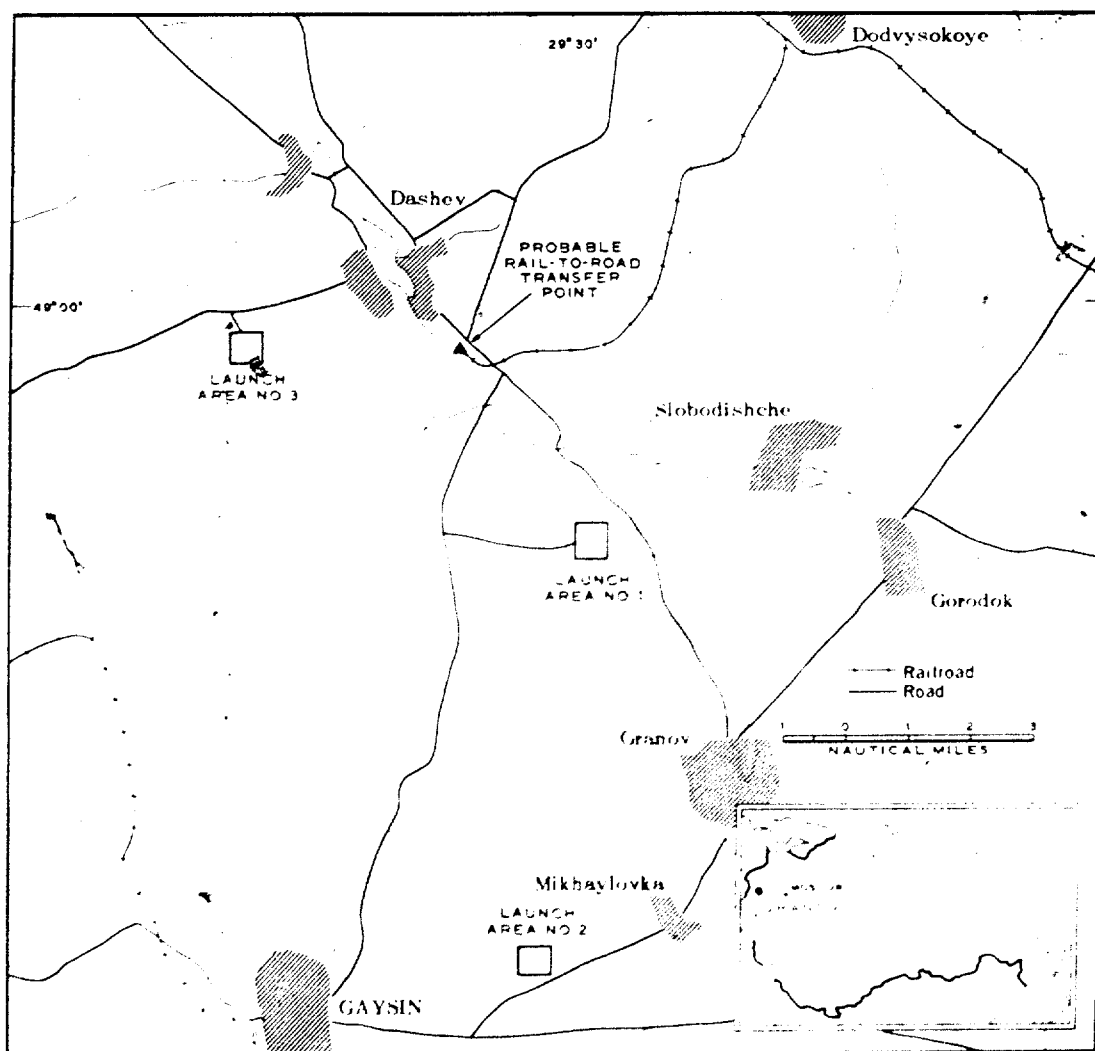 29°30'
Dodvysokoye
Dashev
PROBABLE
RAIL-TO-ROAD
TRANSFER
POINT
49°00'
LAUNCH
AREA NO 3
Slobodishche
LAUNCH
AREA NO 1
Gorodok
Railroad
Road
1 0 1 2 3
NAUTICAL MILES
Granov
Mikhaylovka
LAUNCH
AREA NO 2
GAYSIN